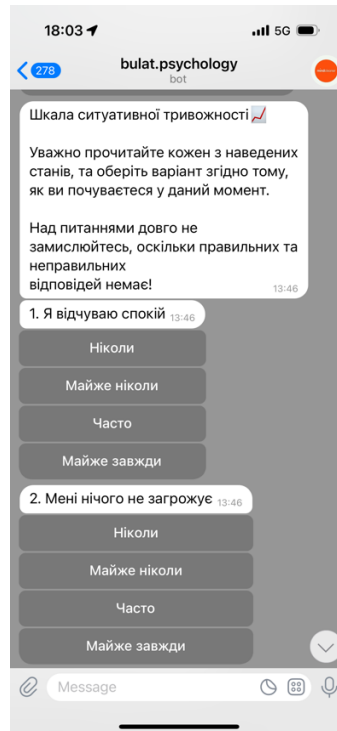 18:03
5G
278
bulat.psychology
bot
Шкала ситуативної тривожності📈
Уважно прочитайте кожен з наведених
станів, та оберіть варіант згідно тому,
як ви почуваєтеся у даний момент.
Над питаннями довго не
замислюйтесь, оскільки правильних та
неправильних
відповідей немає!
13:46
1. Я відчуваю спокій 13:46
Ніколи
Майже ніколи
Часто
Майже завжди
2. Мені нічого не загрожує 13:46
Ніколи
Майже ніколи
Часто
Майже завжди
Message